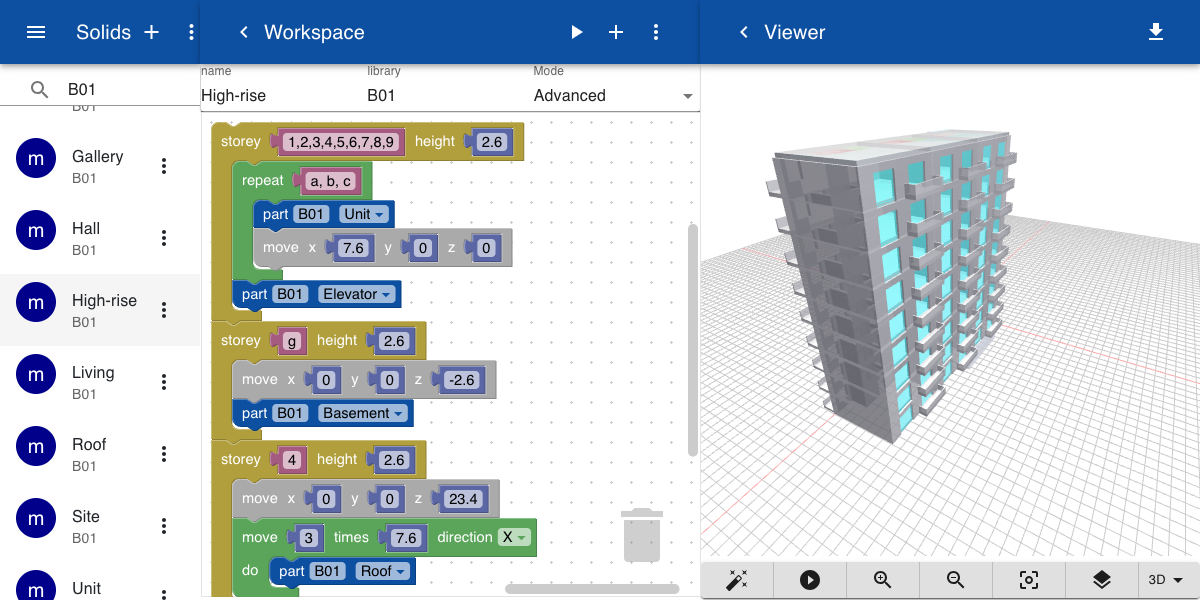 Solids
Workspace
Viewer
B01
B01
Gallery
B01
Hall
B01
High-rise
B01
Living
B01
Roof
B01
Site
B01
Unit
m
m
m
m
m
m
m
name
library
Mode
High-rise
B01
Advanced
storey 1,2,3,4,5,6,7,8,9 height 2.6
repeat a, b, c
part B01 Unit
move x 7.6 y 0 z 0
part B01 Elevator
storey g height 2.6
move x 0 y 0 z -2.6
part B01 Basement
storey 4 height 2.6
move x 0 y 0 z 23.4
move 3 times 7.6 direction X
do part B01 Roof
3D